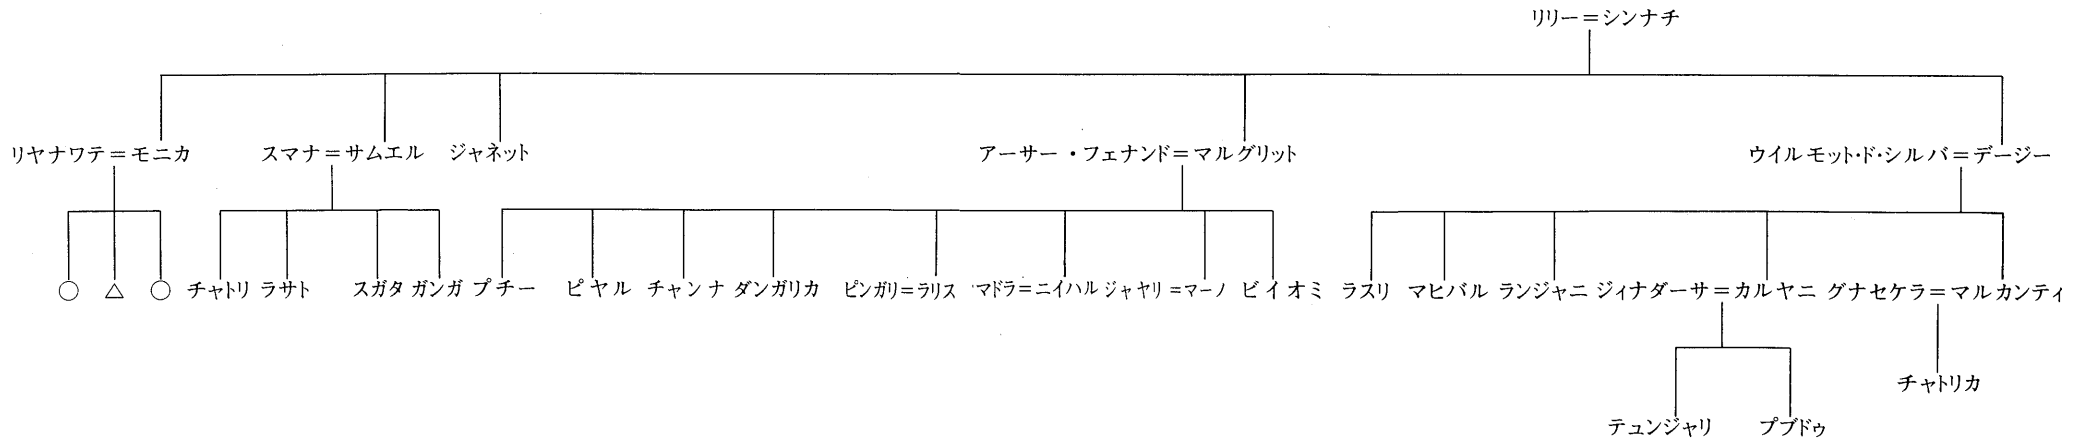 リリー＝シンナチ
リヤナワテ＝モニカ スマナ＝サムエル ジャネット アーサー・フェナンド＝マルグリット ウイルモット・ド・シルバ＝デージー
チャトリ ラサト スガタ ガンガ プチー ピヤル チャンナ ダンガリカ ピンガリ＝ラリス マドラ＝ニイハル ジャヤリ＝マーノ ビイオミ ラスリ マヒバル ランジャニ ジィナダーサ＝カルヤニ グナセケラ＝マルカンティ
チャトリカ
テュンジャリ プブドゥ